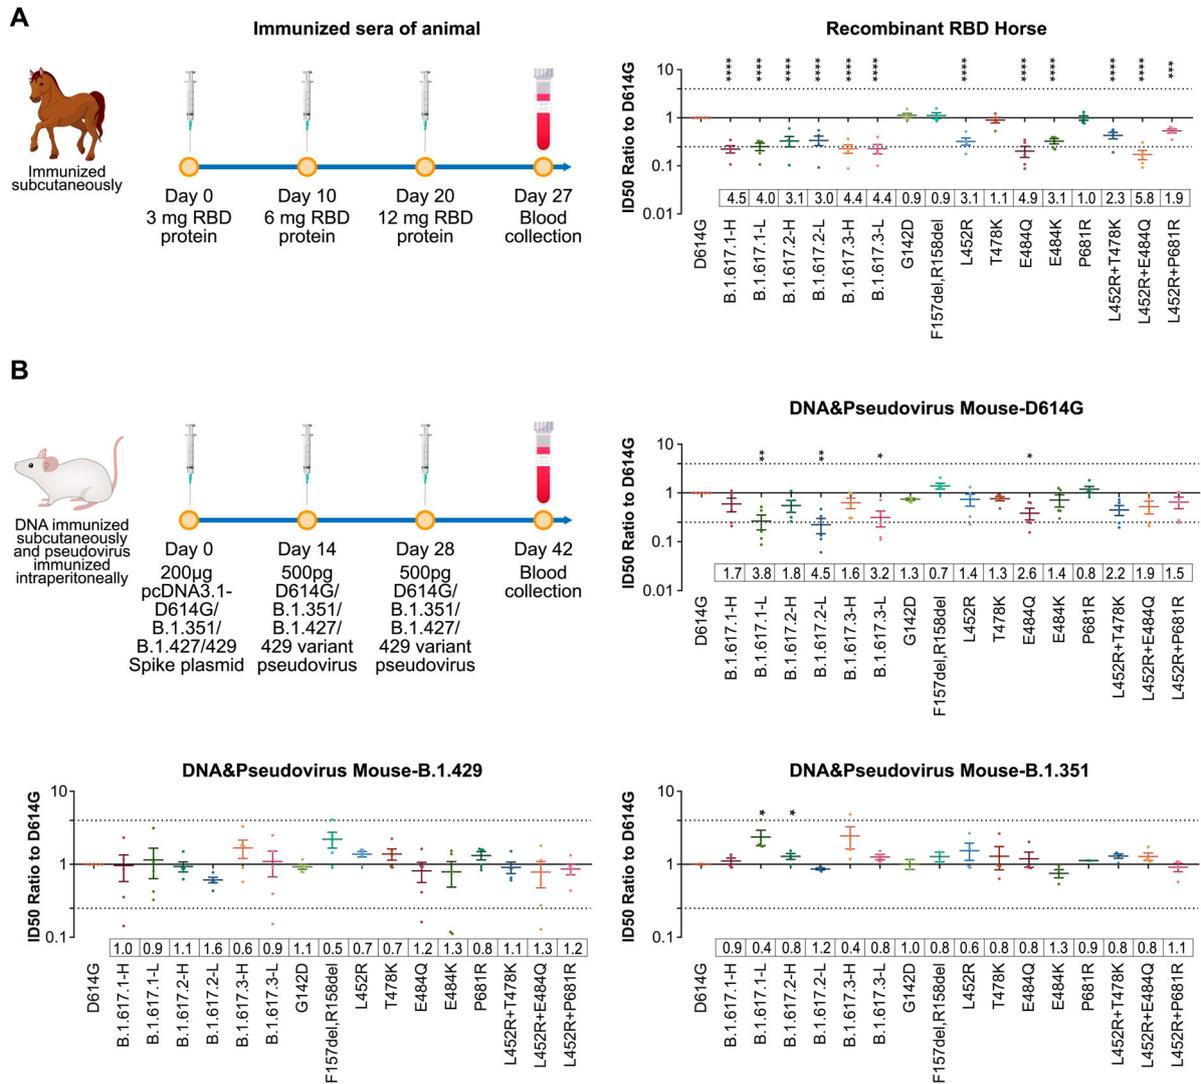 A
Immunized sera of animal
Immunized
subcutaneously
Day 0
3 mg RBD
protein
Day 10
6 mg RBD
protein
Day 20
12 mg RBD
protein
Day 27
Blood
collection
Recombinant RBD Horse
ID50 Ratio to D614G
10
1
0.1
0.01
**** **** **** **** **** **** **** **** **** **** **** ***
4.5 4.0 3.1 3.0 4.4 4.4 0.9 0.9 3.1 1.1 4.9 3.1 1.0 2.3 5.8 1.9
D614G
B.1.617.1-H
B.1.617.1-L
B.1.617.2-H
B.1.617.2-L
B.1.617.3-H
B.1.617.3-L
G142D
F157del,R158del
L452R
T478K
E484Q
E484K
P681R
L452R+T478K
L452R+E484Q
L452R+P681R
B
DNA immunized
subcutaneously
and pseudovirus
immunized
intraperitoneally
Day 0
200μg
pcDNA3.1-
D614G/
B.1.351/
B.1.427/429
Spike plasmid
Day 14
500pg
D614G/
B.1.351/
B.1.427/
429 variant
pseudovirus
Day 28
500pg
D614G/
B.1.351/
B.1.427/
429 variant
pseudovirus
Day 42
Blood
collection
DNA&Pseudovirus Mouse-D614G
ID50 Ratio to D614G
10
1
0.1
0.01
** ** * *
1.7 3.8 1.8 4.5 1.6 3.2 1.3 0.7 1.4 1.3 2.6 1.4 0.8 2.2 1.9 1.5
D614G
B.1.617.1-H
B.1.617.1-L
B.1.617.2-H
B.1.617.2-L
B.1.617.3-H
B.1.617.3-L
G142D
F157del,R158del
L452R
T478K
E484Q
E484K
P681R
L452R+T478K
L452R+E484Q
L452R+P681R
DNA&Pseudovirus Mouse-B.1.429
ID50 Ratio to D614G
10
1
0.1
1.0 0.9 1.1 1.6 0.6 0.9 1.1 0.5 0.7 0.7 1.2 1.3 0.8 1.1 1.3 1.2
D614G
B.1.617.1-H
B.1.617.1-L
B.1.617.2-H
B.1.617.2-L
B.1.617.3-H
B.1.617.3-L
G142D
F157del,R158del
L452R
T478K
E484Q
E484K
P681R
L452R+T478K
L452R+E484Q
L452R+P681R
DNA&Pseudovirus Mouse-B.1.351
ID50 Ratio to D614G
10
1
0.1
* *
0.9 0.4 0.8 1.2 0.4 0.8 1.0 0.8 0.6 0.8 0.8 1.3 0.9 0.8 0.8 1.1
D614G
B.1.617.1-H
B.1.617.1-L
B.1.617.2-H
B.1.617.2-L
B.1.617.3-H
B.1.617.3-L
G142D
F157del,R158del
L452R
T478K
E484Q
E484K
P681R
L452R+T478K
L452R+E484Q
L452R+P681R